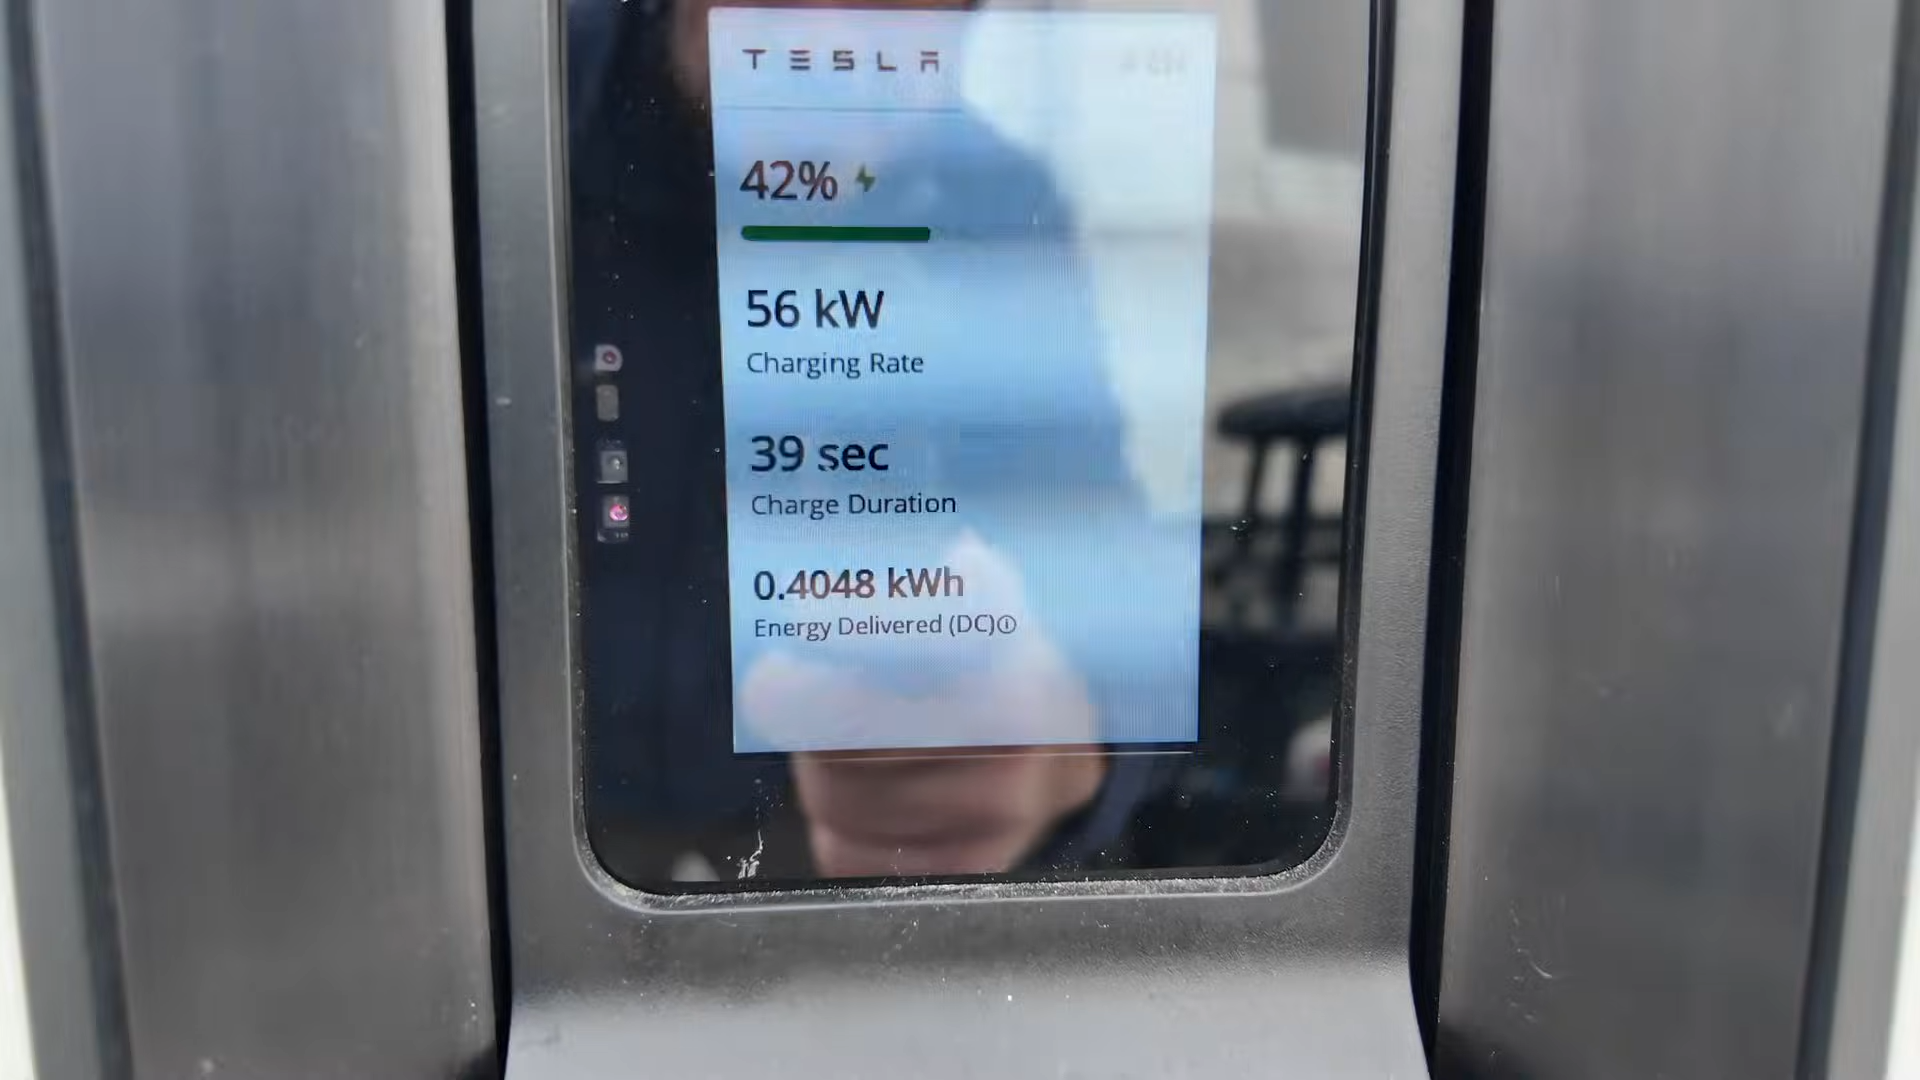 TESLA
42%
56 kW
Charging Rate
39 sec
Charge Duration
0.4048 kWh
Energy Delivered (DC)